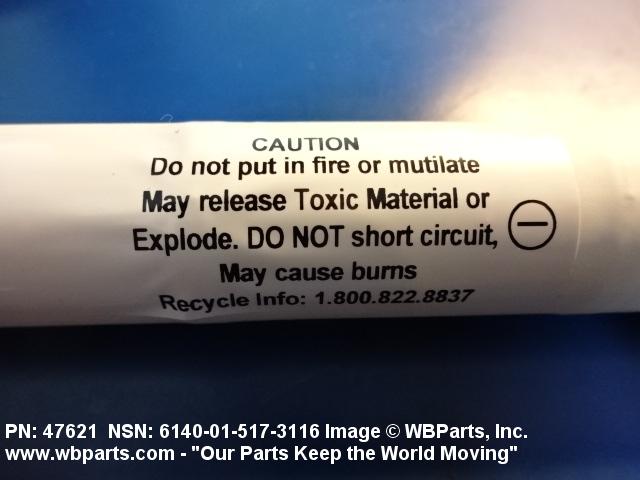 CAUTION
Do not put in fire or mutilate
May release Toxic Material or
Explode. DO NOT short circuit,
May cause burns
Recycle Info: 1.800.822.8837
PN: 47621 NSN: 6140-01-517-3116 Image © WBParts, Inc.
www.wbparts.com - "Our Parts Keep the World Moving"